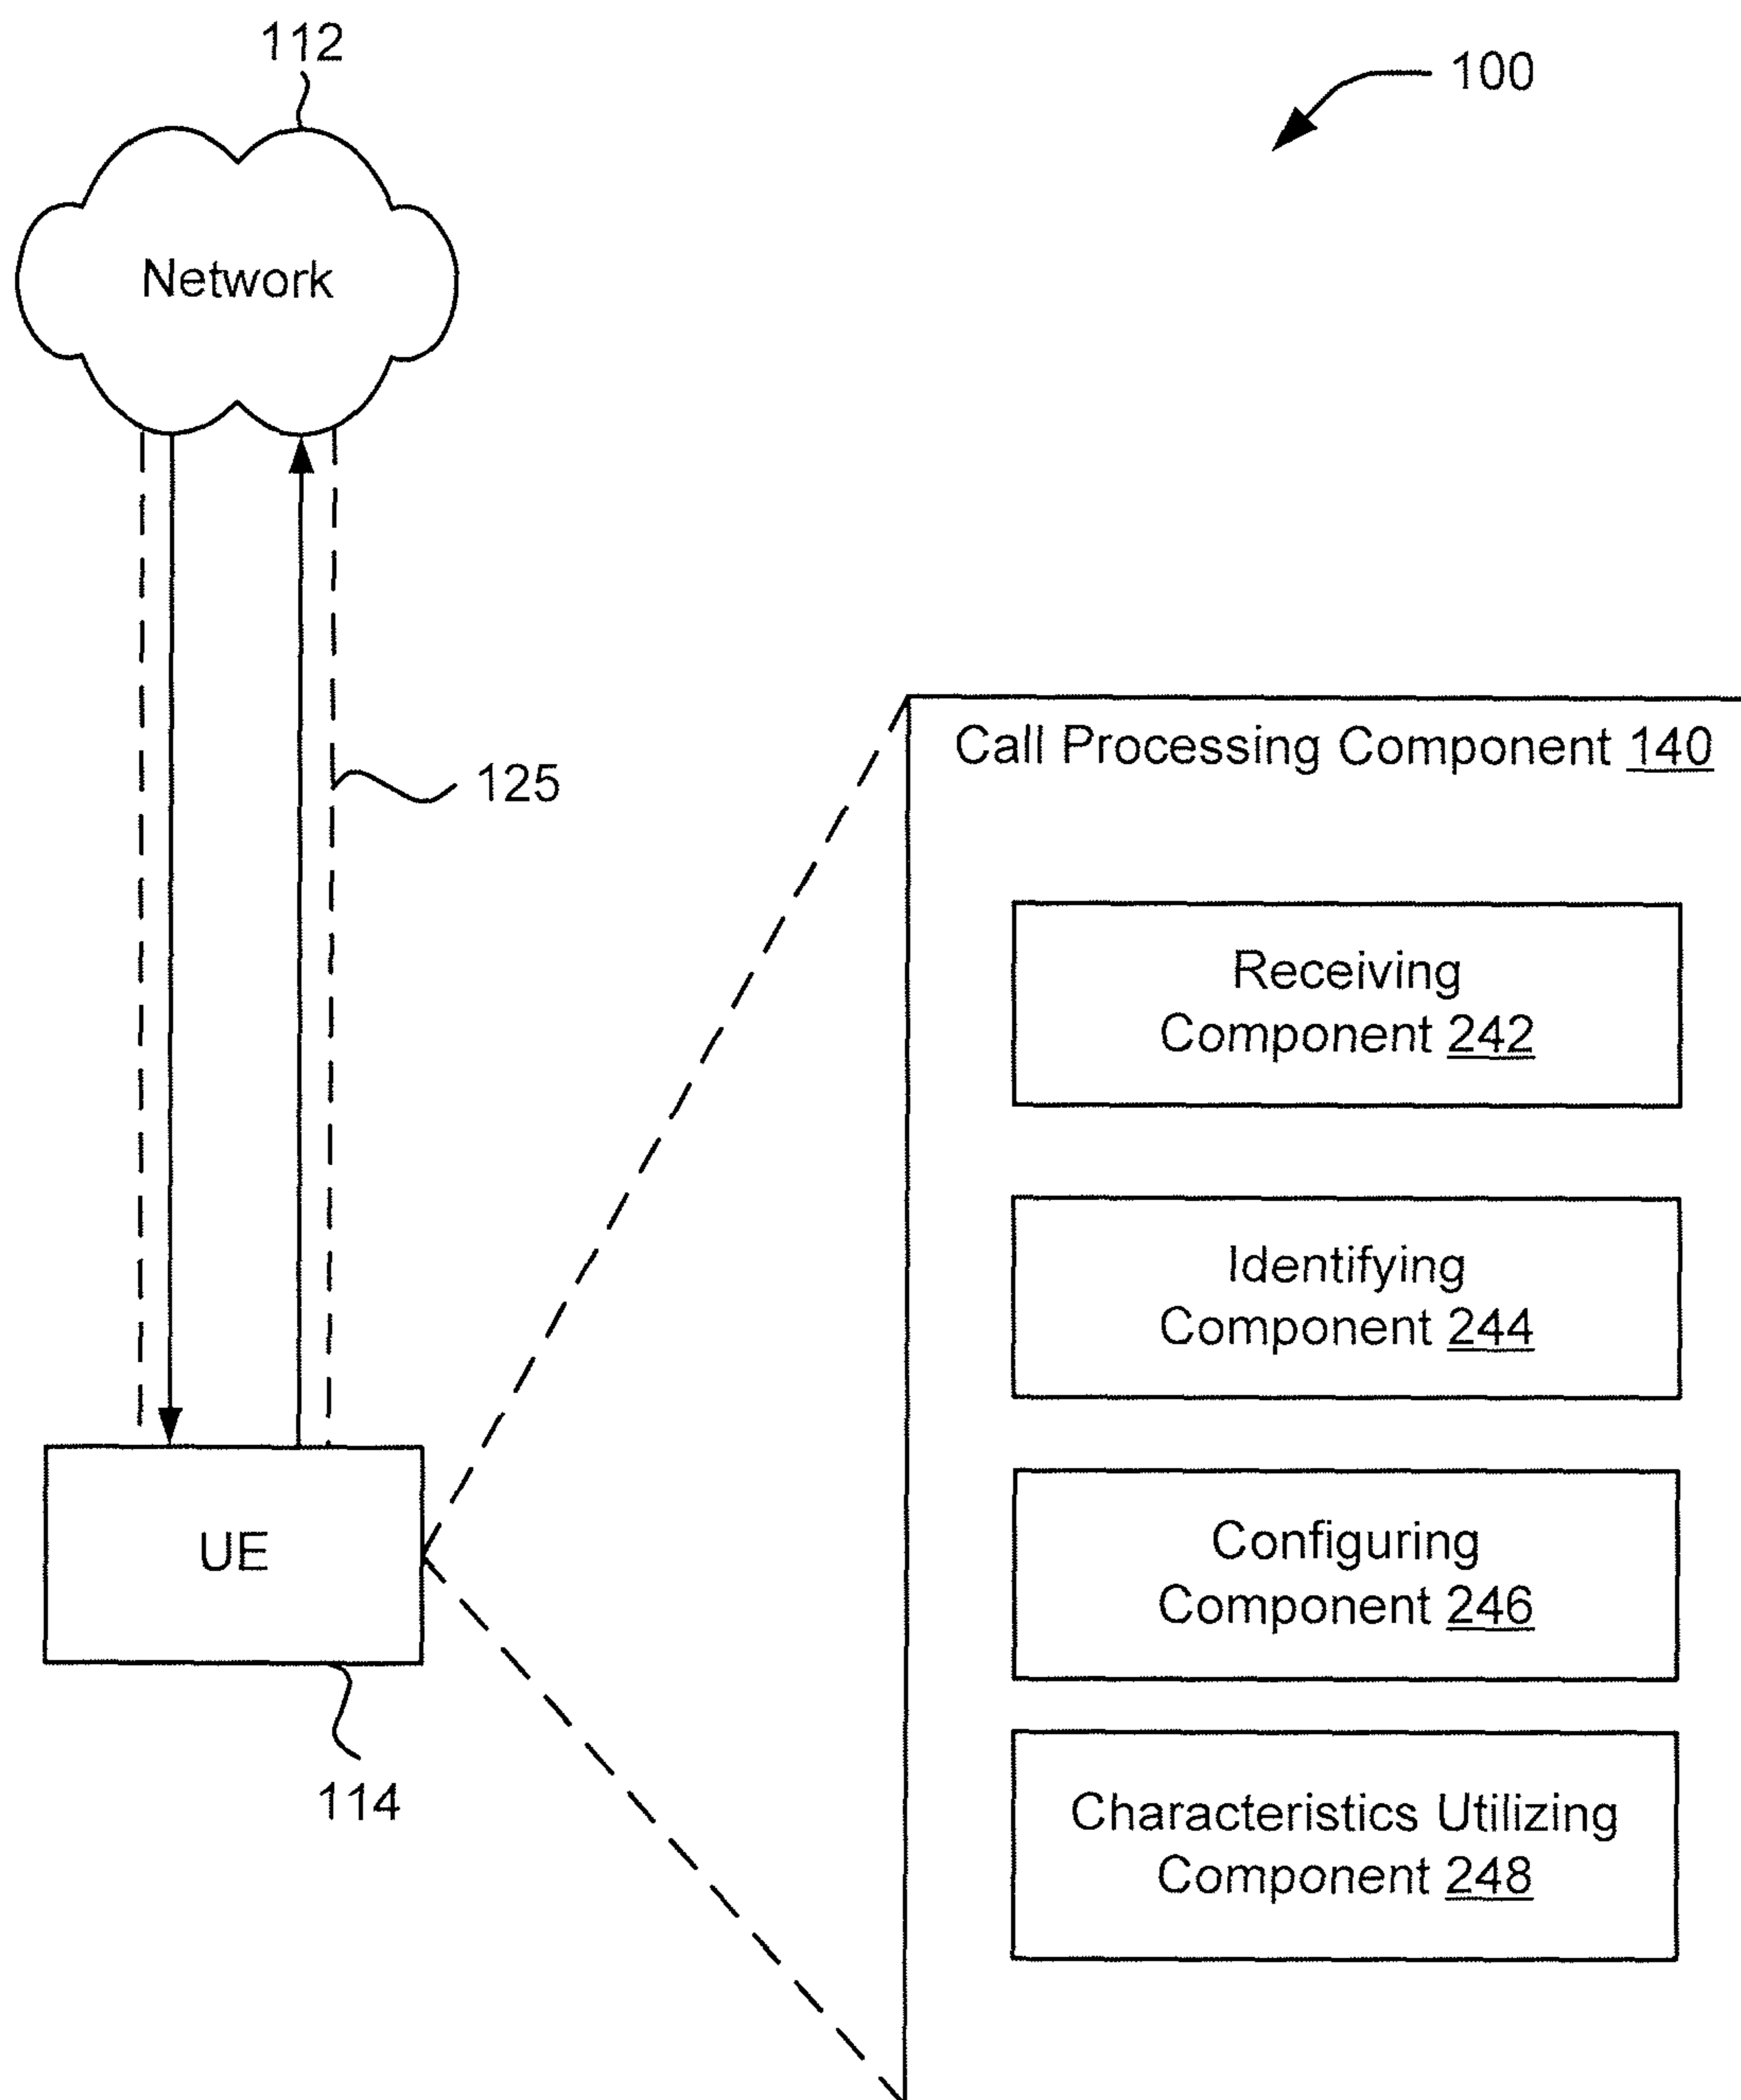 112
100
Network
125
Call Processing Component 140
Receiving
Component 242
Identifying
Component 244
Configuring
Component 246
Characteristics Utilizing
Component 248
UE
114